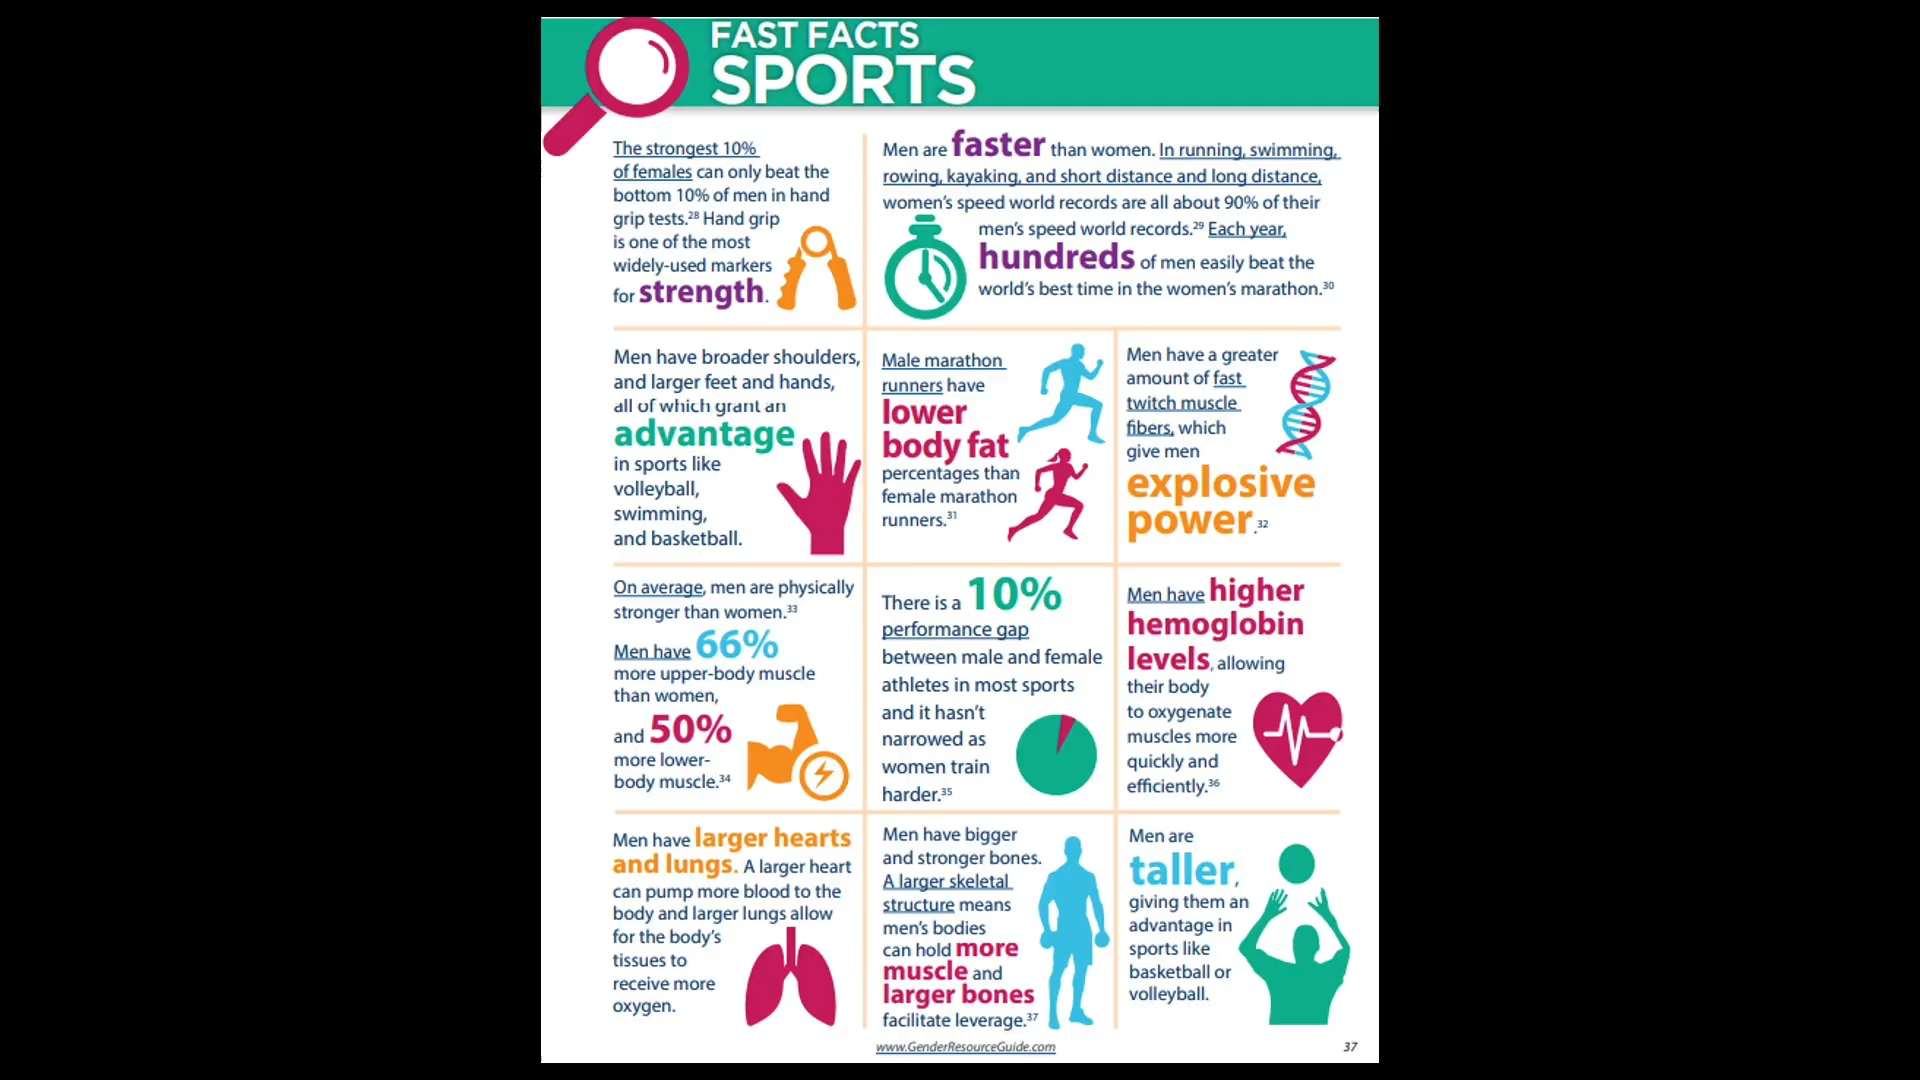 FAST FACTS
SPORTS
The strongest 10%
of females can only beat the
bottom 10% of men in hand
grip tests.28 Hand grip
is one of the most
widely-used markers
for strength.
Men are faster than women. In running, swimming,
rowing, kayaking, and short distance and long distance,
women's speed world records are all about 90% of their
men's speed world records.29 Each year,
hundreds of men easily beat the
world's best time in the women's marathon.30
Men have broader shoulders,
and larger feet and hands,
all of which grant an
advantage
in sports like
volleyball,
swimming,
and basketball.
Male marathon
runners have
lower
body fat
percentages than
female marathon
runners.31
Men have a greater
amount of fast
twitch muscle
fibers, which
give men
explosive
power.32
On average, men are physically
stronger than women.33
Men have 66%
more upper-body muscle
than women,
and 50%
more lower-
body muscle.34
There is a 10%
performance gap
between male and female
athletes in most sports
and it hasn't
narrowed as
women train
harder.35
Men have higher
hemoglobin
levels, allowing
their body
to oxygenate
muscles more
quickly and
efficiently.36
Men have larger hearts
and lungs. A larger heart
can pump more blood to the
body and larger lungs allow
for the body's
tissues to
receive more
oxygen.
Men have bigger
and stronger bones.
A larger skeletal
structure means
men's bodies
can hold more
muscle and
larger bones
facilitate leverage.37
Men are
taller,
giving them an
advantage in
sports like
basketball or
volleyball.
www.GenderResourceGuide.com
37